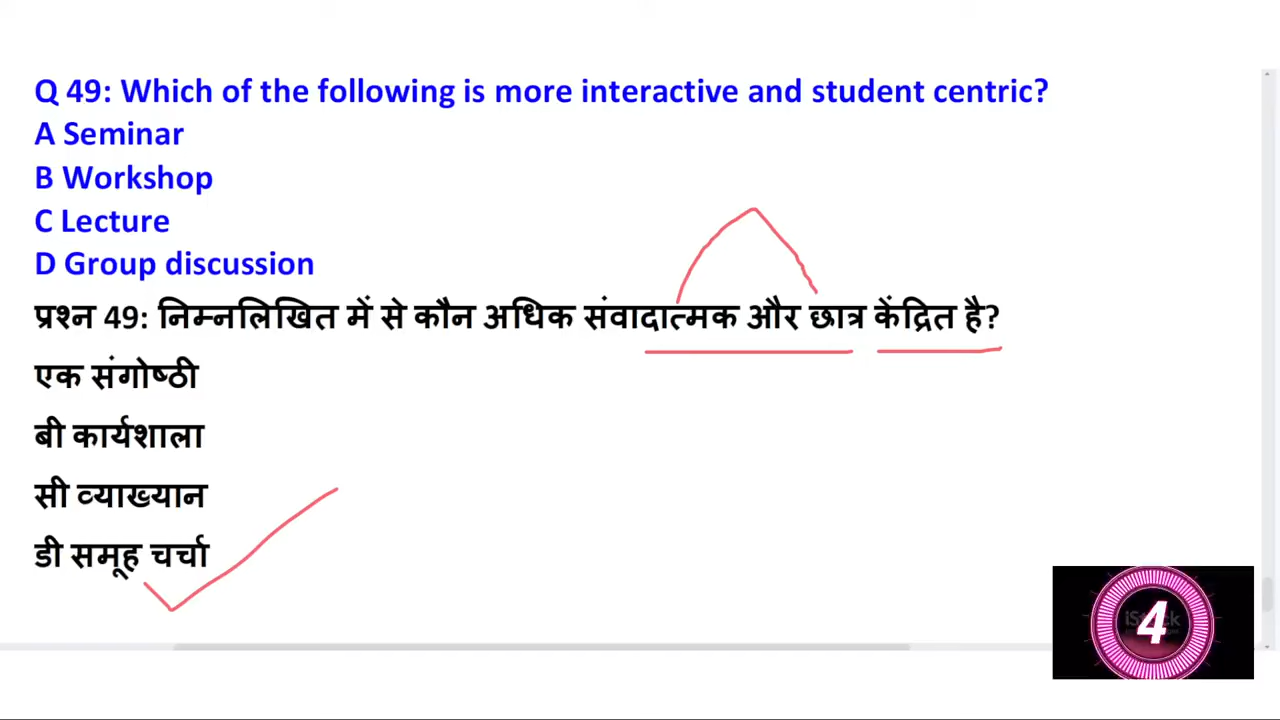 Q 49: Which of the following is more interactive and student centric?
A Seminar
B Workshop
C Lecture
D Group discussion
प्रश्न 49: निम्नलिखित में से कौन अधिक संवादात्मक और छात्र केंद्रित है?
एक संगोष्ठी
बी कार्यशाला
सी व्याख्यान
डी समूह चर्चा
iStock
4